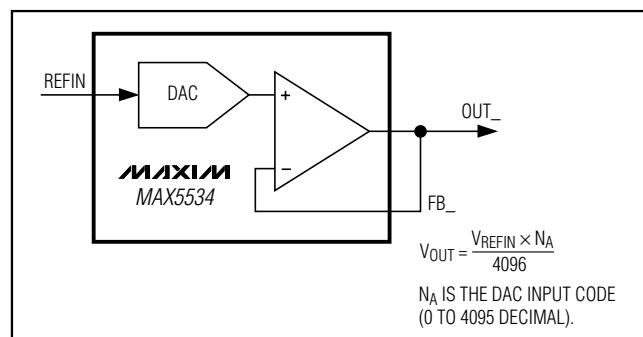 REFIN
DAC
+
−
OUT_
MAXIM
MAX5534
FB_
V_OUT = V_REFIN × N_A
4096
N_A IS THE DAC INPUT CODE
(0 TO 4095 DECIMAL).